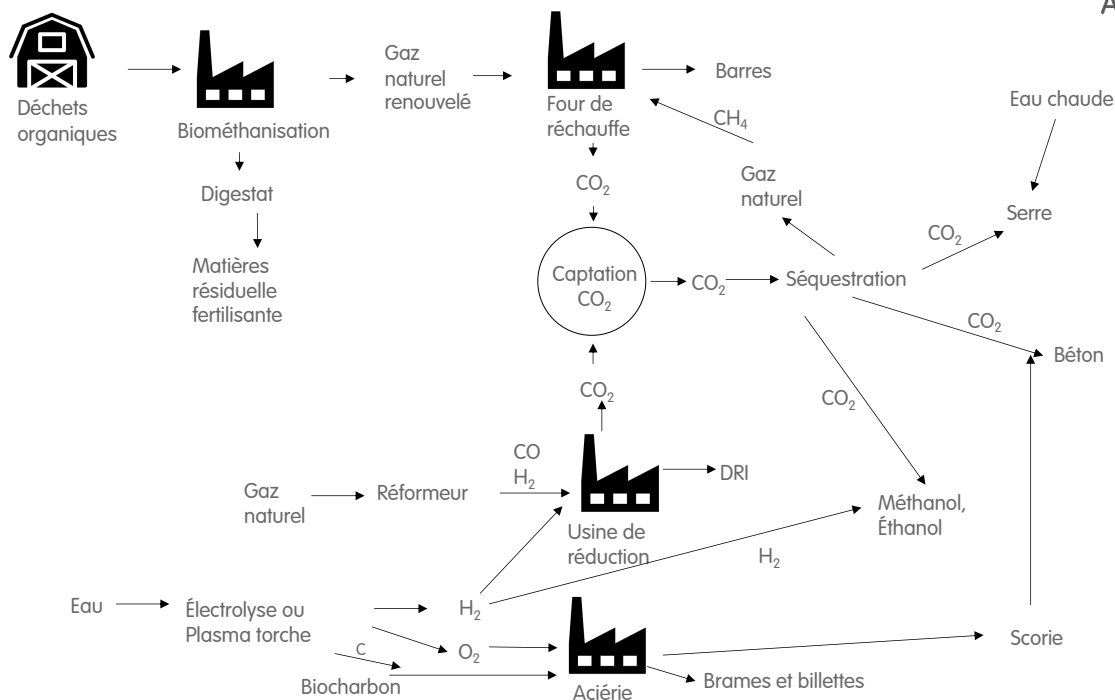 A
Déchets
organiques
Biométhanisation
Gaz
naturel
renouvelé
Four de
réchauffe
Barres
CH₄
Eau chaude
Digestat
CO₂
Gaz
naturel
Serre
CO₂
Matières
résiduelle
fertilisante
Captation
CO₂
CO₂
Séquestration
CO₂
Béton
CO₂
CO₂
CO
H₂
DRI
Gaz
naturel
Réformeur
Usine de
réduction
Méthanol,
Éthanol
H₂
Eau
Électrolyse ou
Plasma torche
H₂
O₂
C
Biocharbon
Aciérie
Brames et billettes
Scorie